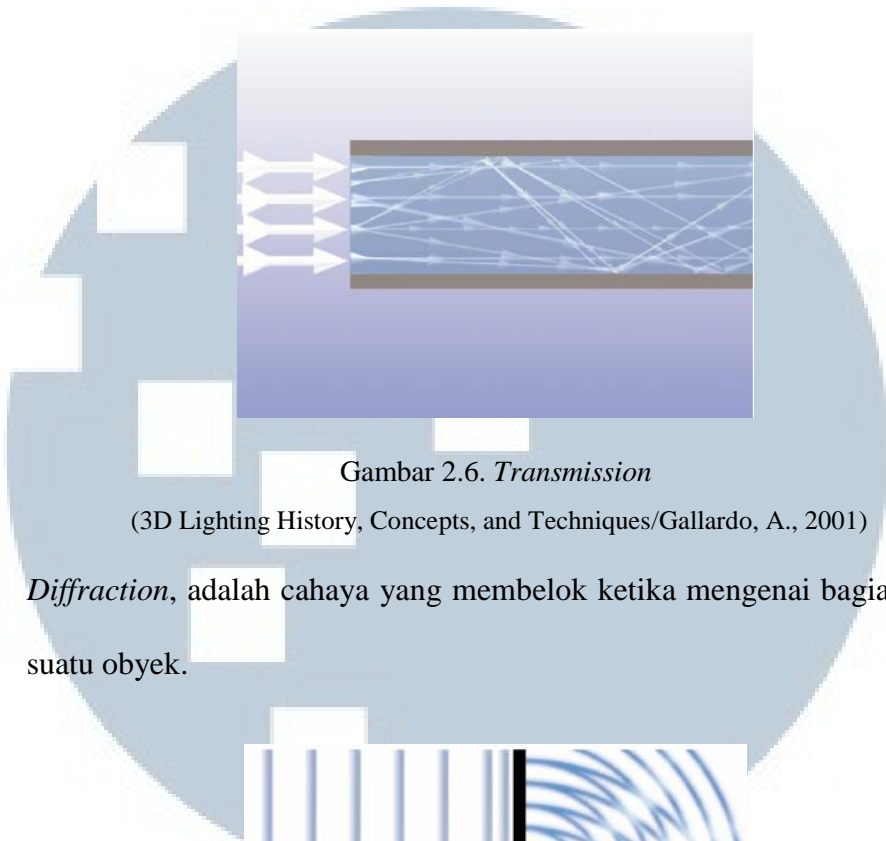 Gambar 2.6. Transmission
(3D Lighting History, Concepts, and Techniques/Gallardo, A., 2001)
Diffraction, adalah cahaya yang membelok ketika mengenai bagia
suatu obyek.